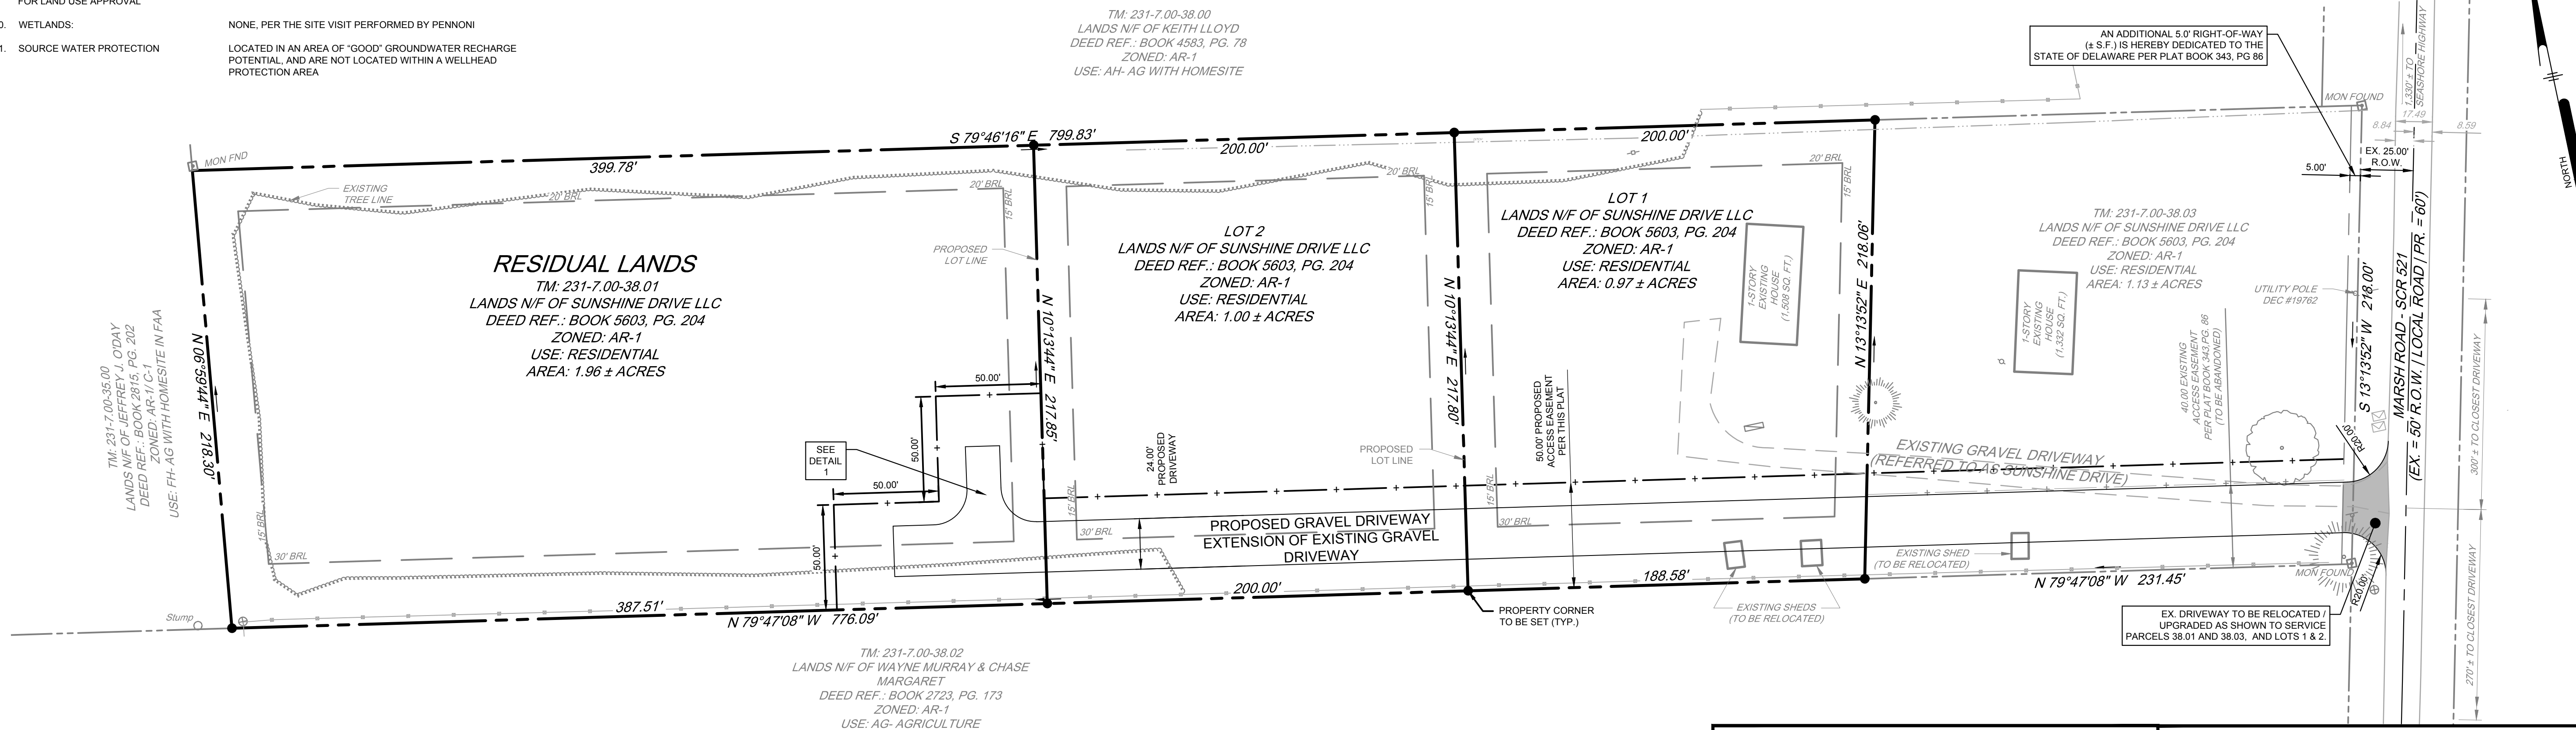 FOR LAND USE APPROVAL
0. WETLANDS: NONE, PER THE SITE VISIT PERFORMED BY PENNONI
1. SOURCE WATER PROTECTION LOCATED IN AN AREA OF "GOOD" GROUNDWATER RECHARGE
POTENTIAL, AND ARE NOT LOCATED WITHIN A WELLHEAD
PROTECTION AREA
TM: 231-7.00-38.00
LANDS N/F OF KEITH LLOYD
DEED REF.: BOOK 4583, PG. 78
ZONED: AR-1
USE: AH- AG WITH HOMESITE
AN ADDITIONAL 5.0' RIGHT-OF-WAY
(± S.F.) IS HEREBY DEDICATED TO THE
STATE OF DELAWARE PER PLAT BOOK 343, PG 86
1,330' ± TO
SEASHORE HIGHWAY
NORTH
MON FOUND
8.84
17.49
8.59
EX. 25.00'
R.O.W.
5.00'
MON FND
S 79°46'16" E 799.83'
399.78'
200.00'
200.00'
EXISTING
TREE LINE
20' BRL
20' BRL
15' BRL
20' BRL
15' BRL
20' BRL
15' BRL
PROPOSED
LOT LINE
RESIDUAL LANDS
TM: 231-7.00-38.01
LANDS N/F OF SUNSHINE DRIVE LLC
DEED REF.: BOOK 5603, PG. 204
ZONED: AR-1
USE: RESIDENTIAL
AREA: 1.96 ± ACRES
LOT 2
LANDS N/F OF SUNSHINE DRIVE LLC
DEED REF.: BOOK 5603, PG. 204
ZONED: AR-1
USE: RESIDENTIAL
AREA: 1.00 ± ACRES
LOT 1
LANDS N/F OF SUNSHINE DRIVE LLC
DEED REF.: BOOK 5603, PG. 204
ZONED: AR-1
USE: RESIDENTIAL
AREA: 0.97 ± ACRES
1-STORY
EXISTING
HOUSE
(1,508 SQ. FT.)
TM: 231-7.00-38.03
LANDS N/F OF SUNSHINE DRIVE LLC
DEED REF.: BOOK 5603, PG. 204
ZONED: AR-1
USE: RESIDENTIAL
AREA: 1.13 ± ACRES
1-STORY
EXISTING
HOUSE
(1,332 SQ. FT.)
UTILITY POLE
DEC #19762
TM: 231-7.00-35.00
LANDS N/F OF JEFFREY J. O'DAY
DEED REF.: BOOK 2815, PG. 202
ZONED: AR-1/ C-1
USE: FH- AG WITH HOMESITE IN FAA
N 06°59'44" E 218.30'
N 10°13'44" E 217.85'
N 10°13'44" E 217.80'
N 13°13'52" E 218.06'
S 13°13'52" W 218.00'
MARSH ROAD - SCR 521
(EX. = 50' R.O.W. | LOCAL ROAD | PR. = 60')
300' ± TO CLOSEST DRIVEWAY
270' ± TO CLOSEST DRIVEWAY
40.00 EXISTING
ACCESS EASEMENT
PER PLAT BOOK 343,PG. 86
(TO BE ABANDONED)
50.00'
50.00'
50.00'
50.00'
SEE
DETAIL
1
24.00'
PROPOSED
DRIVEWAY
PROPOSED
LOT LINE
50.00' PROPOSED
ACCESS EASEMENT
PER THIS PLAT
EXISTING GRAVEL DRIVEWAY
(REFERRED TO AS SUNSHINE DRIVE)
R20.00'
R20.00'
15' BRL
30' BRL
15' BRL
30' BRL
15' BRL
30' BRL
PROPOSED GRAVEL DRIVEWAY
EXTENSION OF EXISTING GRAVEL
DRIVEWAY
EXISTING SHED
(TO BE RELOCATED)
MON FOUND
Stump
387.51'
200.00'
188.58'
N 79°47'08" W 776.09'
N 79°47'08" W 231.45'
PROPERTY CORNER
TO BE SET (TYP.)
EXISTING SHEDS
(TO BE RELOCATED)
EX. DRIVEWAY TO BE RELOCATED /
UPGRADED AS SHOWN TO SERVICE
PARCELS 38.01 AND 38.03, AND LOTS 1 & 2.
TM: 231-7.00-38.02
LANDS N/F OF WAYNE MURRAY & CHASE
MARGARET
DEED REF.: BOOK 2723, PG. 173
ZONED: AR-1
USE: AG- AGRICULTURE